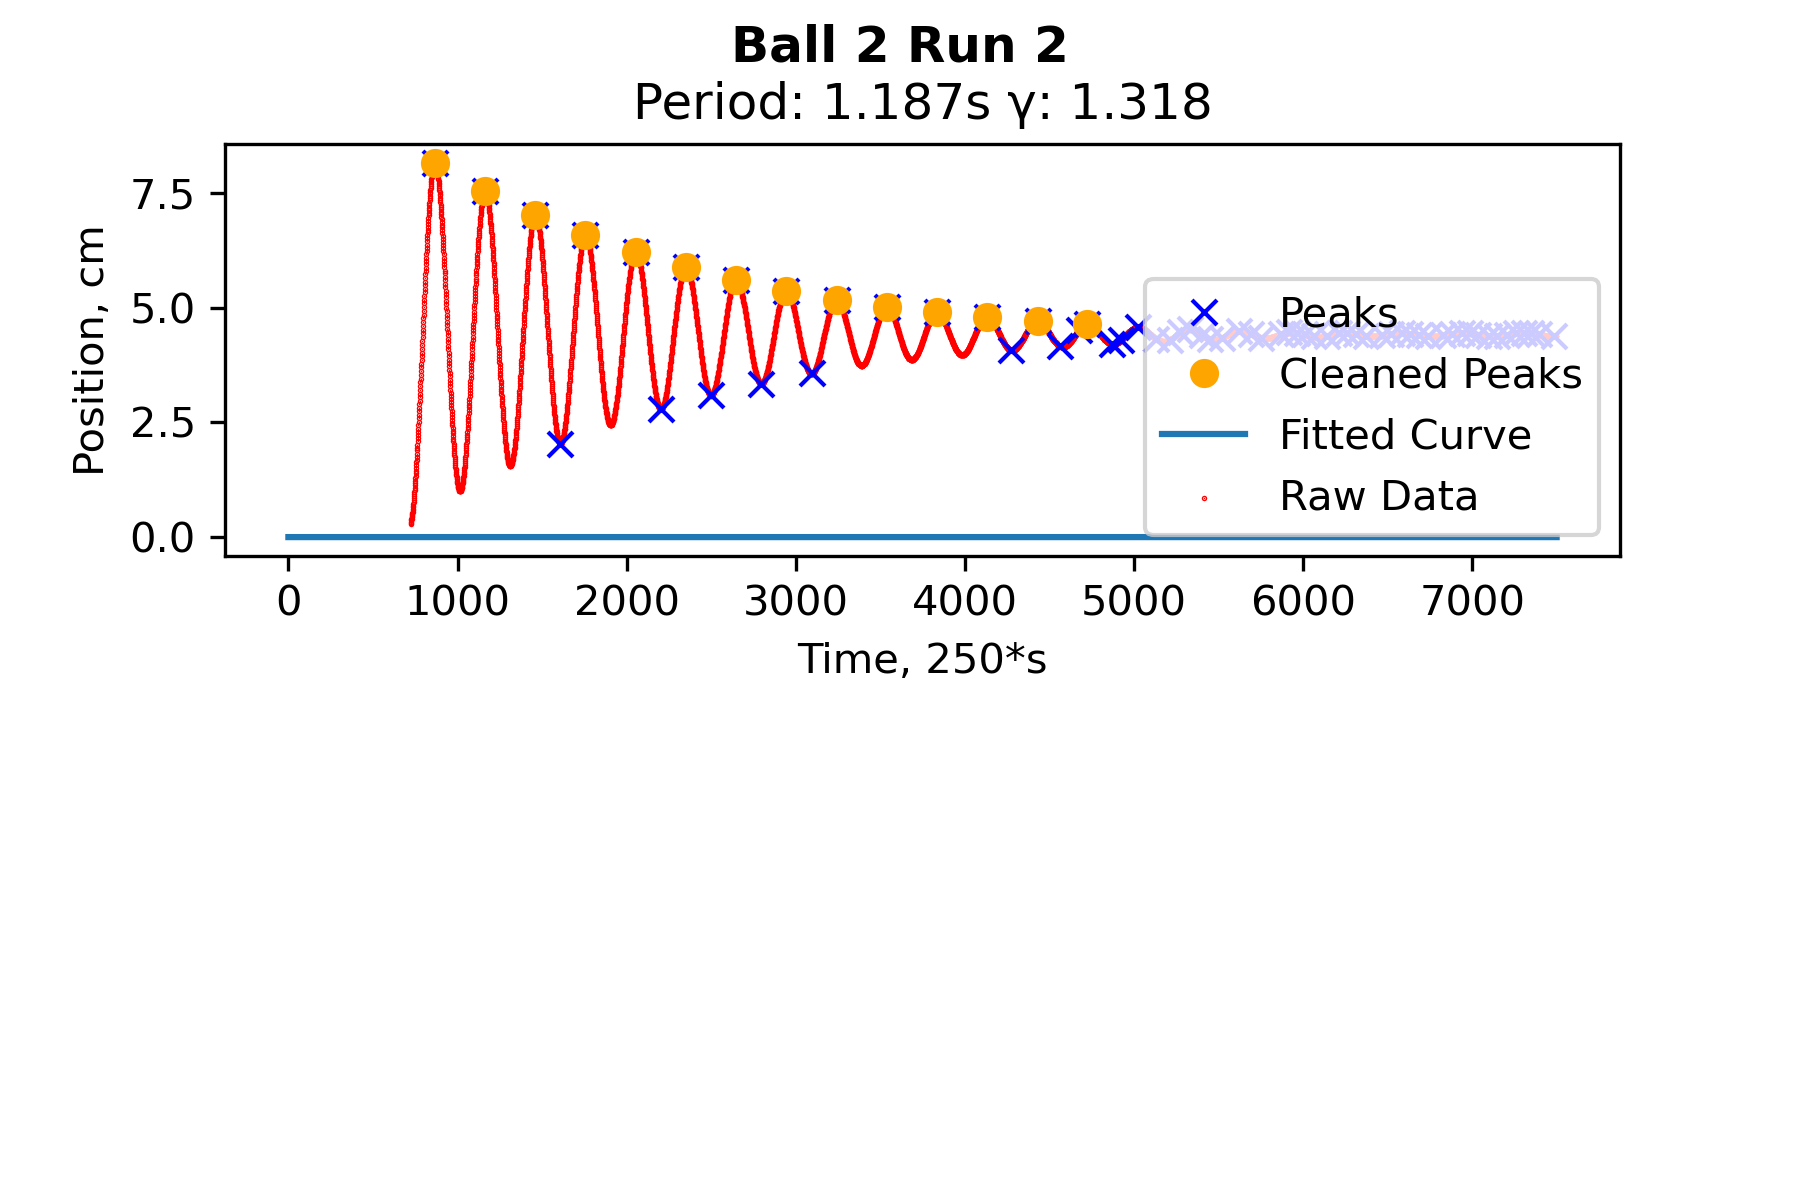 Ball 2 Run 2
Period: 1.187s γ: 1.318
Position, cm
7.5
5.0
2.5
0.0
Peaks
Cleaned Peaks
Fitted Curve
Raw Data
0 1000 2000 3000 4000 5000 6000 7000
Time, 250*s